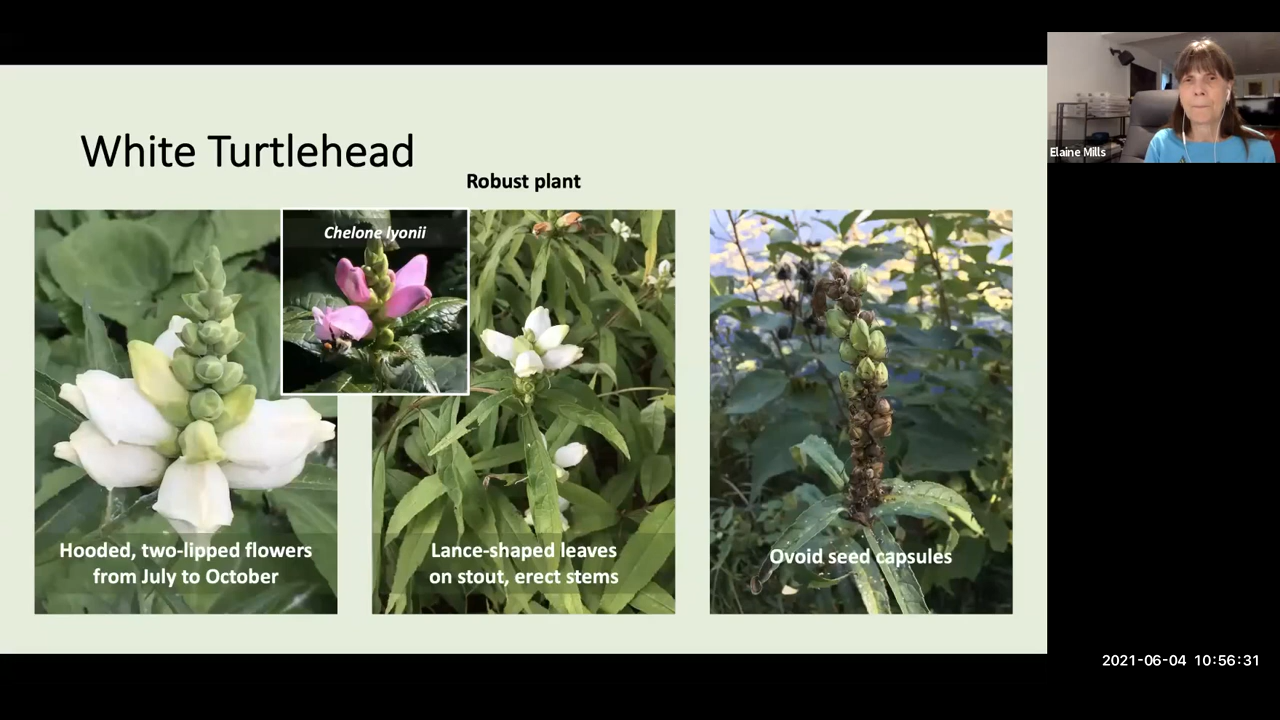 White Turtlehead
Robust plant
Chelone lyonii
Hooded, two-lipped flowers
from July to October
Lance-shaped leaves
on stout, erect stems
Ovoid seed capsules
Elaine Mills
2021-06-04 10:56:31